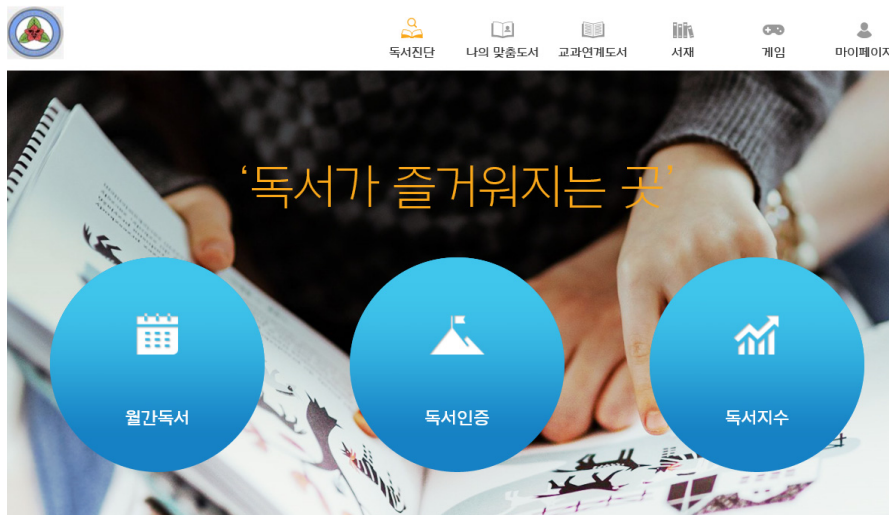 독서진단
나의 맞춤도서
교과연계도서
서재
게임
마이페이지
‘독서가 즐거워지는 곳’
월간독서
독서인증
독서지수